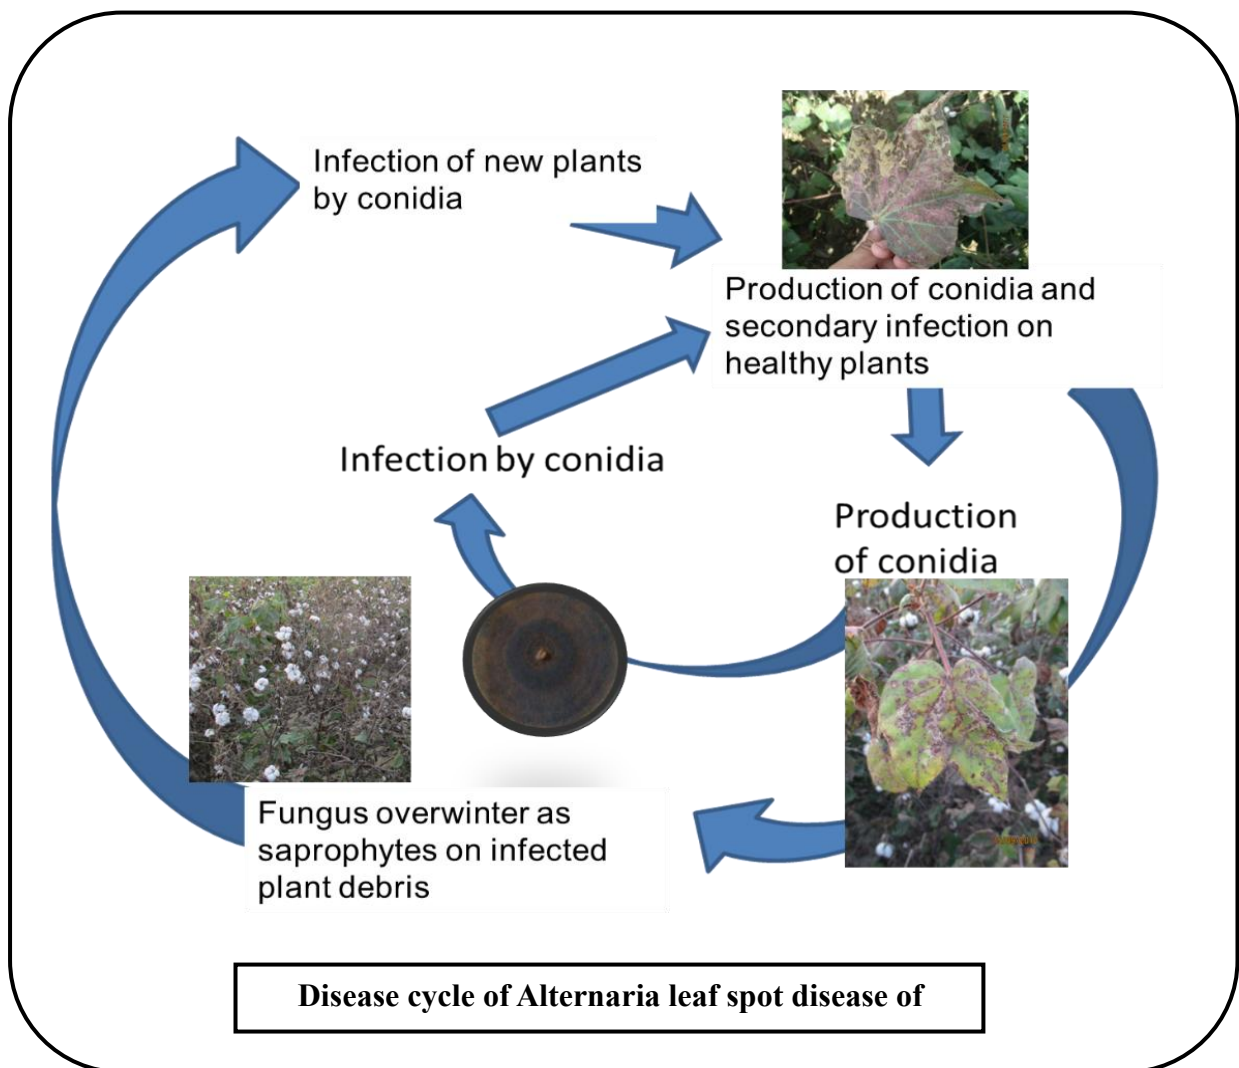 Infection of new plants
by conidia
Production of conidia and
secondary infection on
healthy plants
Infection by conidia
Production
of conidia
Fungus overwinter as
saprophytes on infected
plant debris
Disease cycle of Alternaria leaf spot disease of